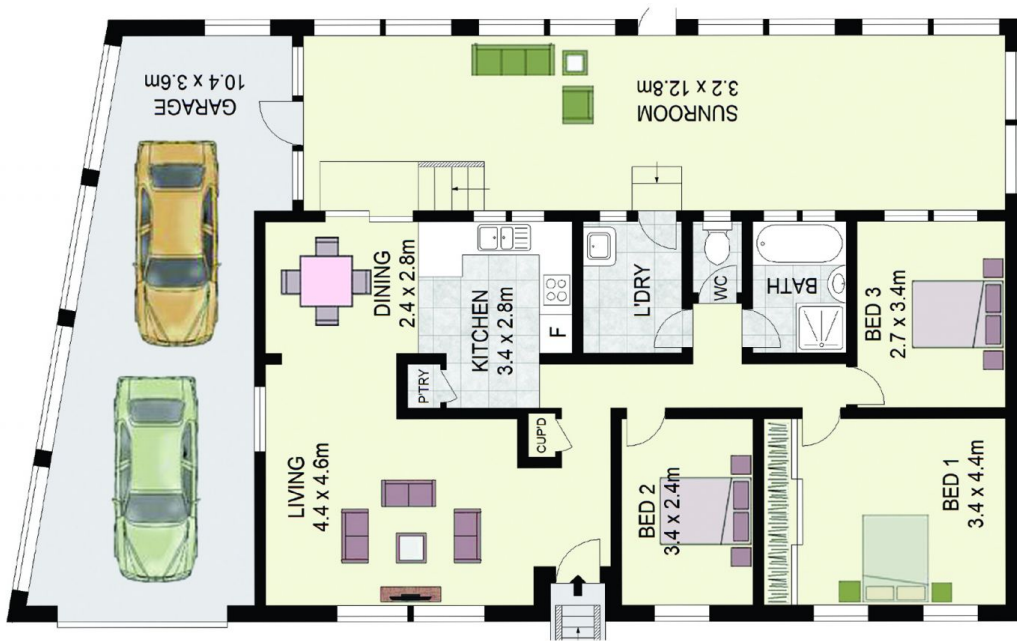 GARAGE
10.4 x 3.6m
SUNROOM
3.2 x 12.8m
DINING
2.4 x 2.8m
KITCHEN
3.4 x 2.8m
F
L'DRY
WC
BATH
BED 3
2.7 x 3.4m
P'TRY
CUP'D
LIVING
4.4 x 4.6m
BED 2
3.4 x 2.4m
BED 1
3.4 x 4.4m